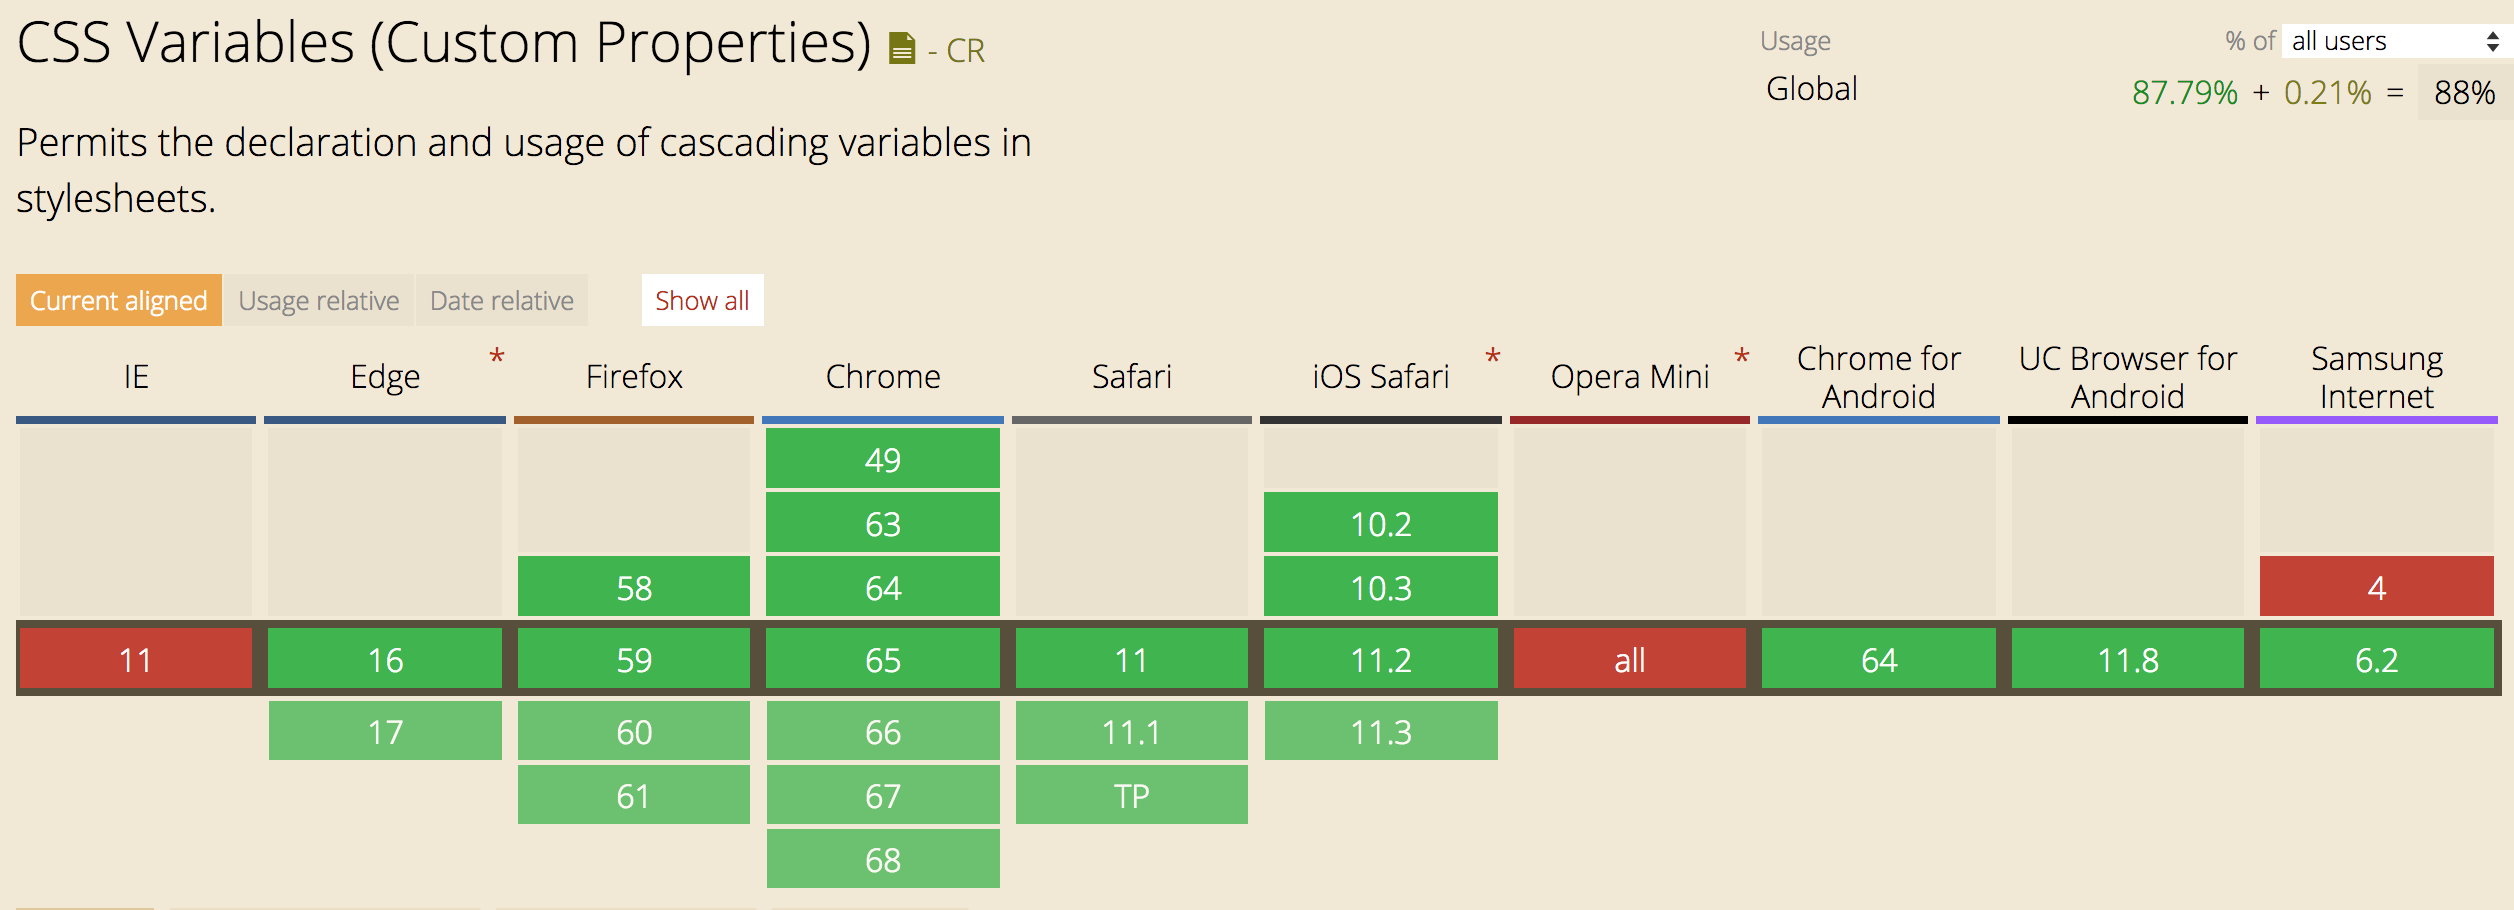 CSS Variables (Custom Properties) - CR
Usage % of all users
Global 87.79% + 0.21% = 88%
Permits the declaration and usage of cascading variables in
stylesheets.
Current aligned Usage relative Date relative Show all
IE Edge * Firefox Chrome Safari iOS Safari * Opera Mini * Chrome for Android UC Browser for Android Samsung Internet
49
63 10.2
58 64 10.3 4
11 16 59 65 11 11.2 all 64 11.8 6.2
17 60 66 11.1 11.3
61 67 TP
68